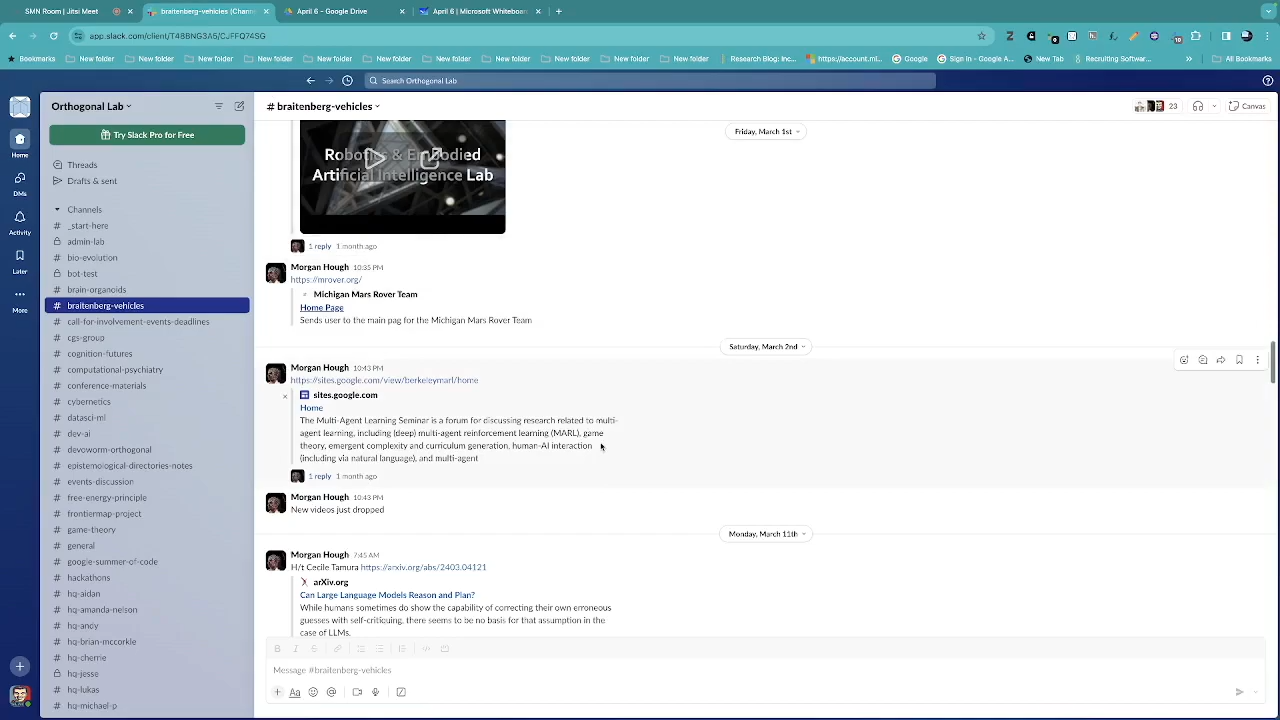 SMN Room | Jitsi Meet
braitenberg-vehicles (Chann
April 6 – Google Drive
April 6 | Microsoft Whiteboard
app.slack.com/client/T48BNG3A5/CJFFQ74SG
Bookmarks New folder New folder New folder New folder New folder New folder New folder New folder New folder New folder New folder Research Blog: Inc... https://account.ml... Google Sign in - Google A... New Tab Recruiting Softwar... » All Bookmarks
Search Orthogonal Lab
Orthogonal Lab
# braitenberg-vehicles
23
Canvas
Try Slack Pro for Free
Home
DMs
Activity
Later
More
Threads
Drafts & sent
Channels
# _start-here
admin-lab
# bio-evolution
bot-test
# brain-organoids
# braitenberg-vehicles
# call-for-involvement-events-deadlines
# cgs-group
# cognition-futures
# computational-physics
# conference-materials
# cybernetics
# datasci-ml
# dev-ai
# devoworm-orthogonal
# epistemological-directories-notes
# events-discussion
# free-energy-principle
# frontiermap-project
# game-theory
# general
# google-summer-of-code
# hackathons
# hq-aidan
# hq-amanda-nelson
# hq-andy
# hq-brian-mccorkle
# hq-cherrie
hq-jesse
# hq-lukas
# hq-michael-p
Friday, March 1st
Robotics & Embodied
Artificial Intelligence Lab
1 reply 1 month ago
Morgan Hough 10:35 PM
https://mrover.org/
Michigan Mars Rover Team
Home Page
Sends user to the main pag for the Michigan Mars Rover Team
Saturday, March 2nd
Morgan Hough 10:43 PM
https://sites.google.com/view/berkeleymarl/home
sites.google.com
Home
The Multi-Agent Learning Seminar is a forum for discussing research related to multi-
agent learning, including (deep) multi-agent reinforcement learning (MARL), game
theory, emergent complexity and curriculum generation, human-AI interaction
(including via natural language), and multi-agent
1 reply 1 month ago
Morgan Hough 10:43 PM
New videos just dropped
Monday, March 11th
Morgan Hough 7:45 AM
H/t Cecile Tamura https://arxiv.org/abs/2403.04121
arXiv.org
Can Large Language Models Reason and Plan?
While humans sometimes do show the capability of correcting their own erroneous
guesses with self-critiquing, there seems to be no basis for that assumption in the
case of LLMs.
Message #braitenberg-vehicles
Aa